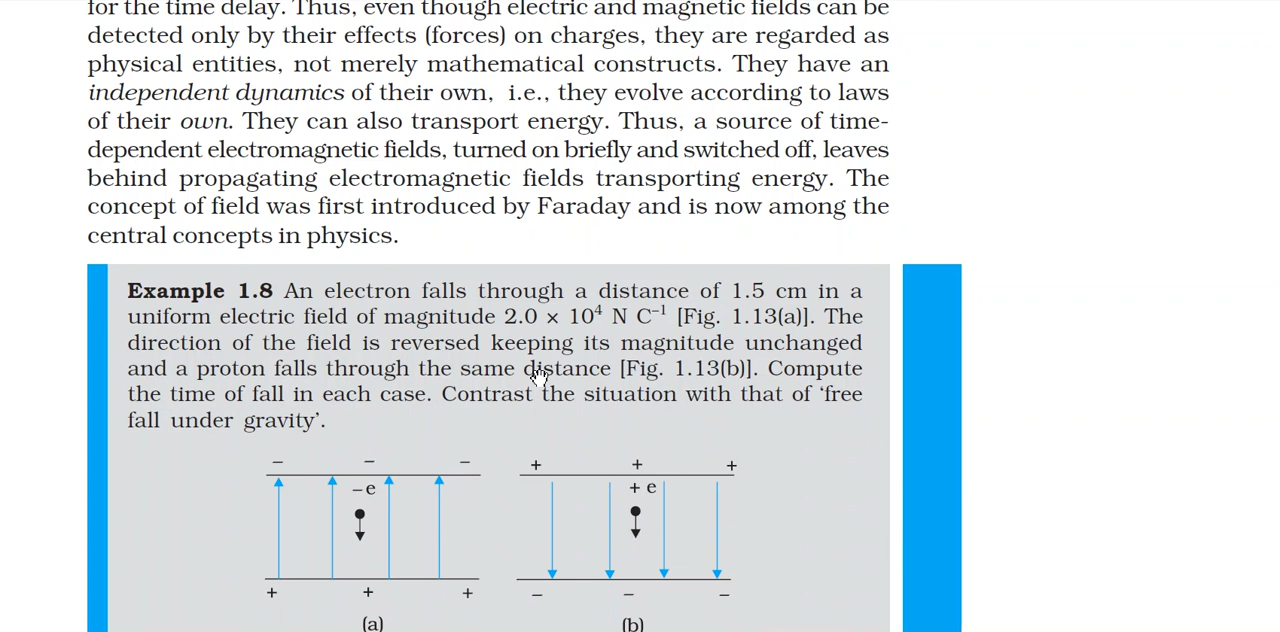 for the time delay. Thus, even though electric and magnetic fields can be
detected only by their effects (forces) on charges, they are regarded as
physical entities, not merely mathematical constructs. They have an
independent dynamics of their own, i.e., they evolve according to laws
of their own. They can also transport energy. Thus, a source of time-
dependent electromagnetic fields, turned on briefly and switched off, leaves
behind propagating electromagnetic fields transporting energy. The
concept of field was first introduced by Faraday and is now among the
central concepts in physics.
Example 1.8 An electron falls through a distance of 1.5 cm in a
uniform electric field of magnitude 2.0 × 10⁴ N C⁻¹ [Fig. 1.13(a)]. The
direction of the field is reversed keeping its magnitude unchanged
and a proton falls through the same distance [Fig. 1.13(b)]. Compute
the time of fall in each case. Contrast the situation with that of ‘free
fall under gravity’.
– – –
–e
+ + +
(a)
+ + +
+ e
– – –
(b)